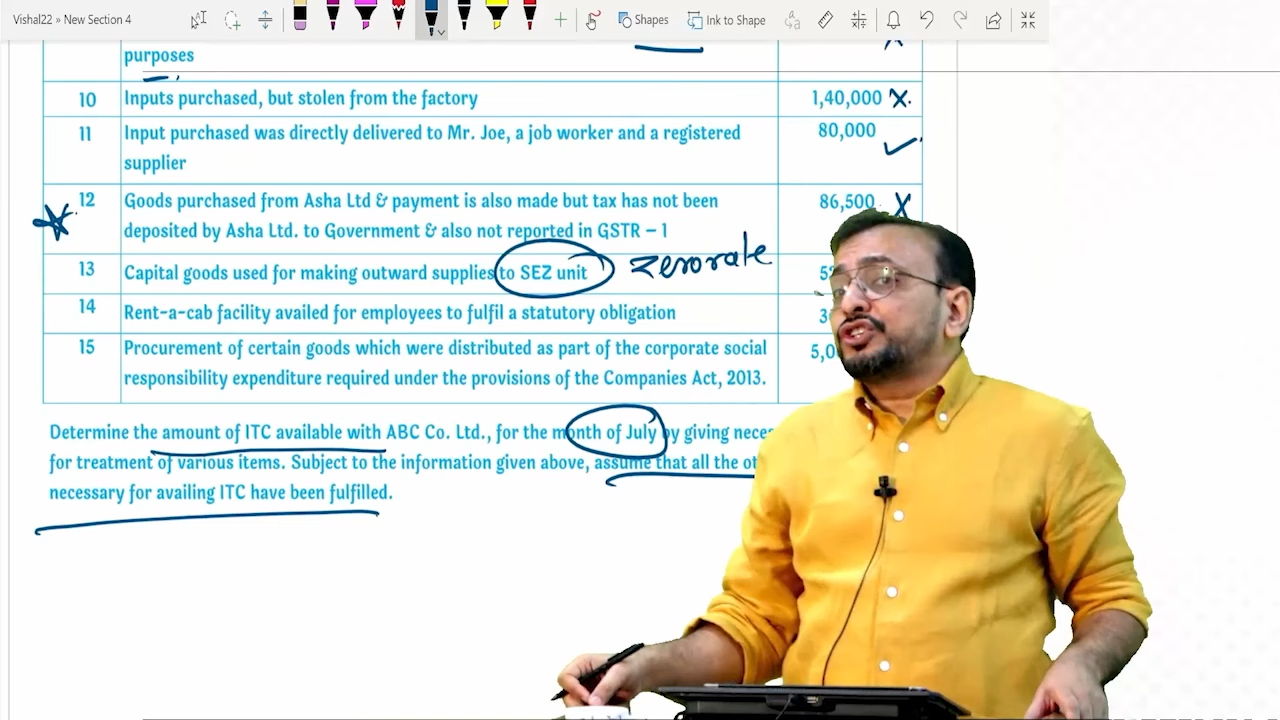 Vishal22 » New Section 4
Shapes
Ink to Shape
purposes
10 Inputs purchased, but stolen from the factory 1,40,000 x
11 Input purchased was directly delivered to Mr. Joe, a job worker and a registered 80,000 ✓
supplier
12 Goods purchased from Asha Ltd & payment is also made but tax has not been 86,500 X
deposited by Asha Ltd. to Government & also not reported in GSTR – 1
13 Capital goods used for making outward supplies to SEZ unit zero rate
14 Rent-a-cab facility availed for employees to fulfil a statutory obligation
15 Procurement of certain goods which were distributed as part of the corporate social
responsibility expenditure required under the provisions of the Companies Act, 2013.
Determine the amount of ITC available with ABC Co. Ltd., for the month of July by giving
for treatment of various items. Subject to the information given above, assume that all the
necessary for availing ITC have been fulfilled.